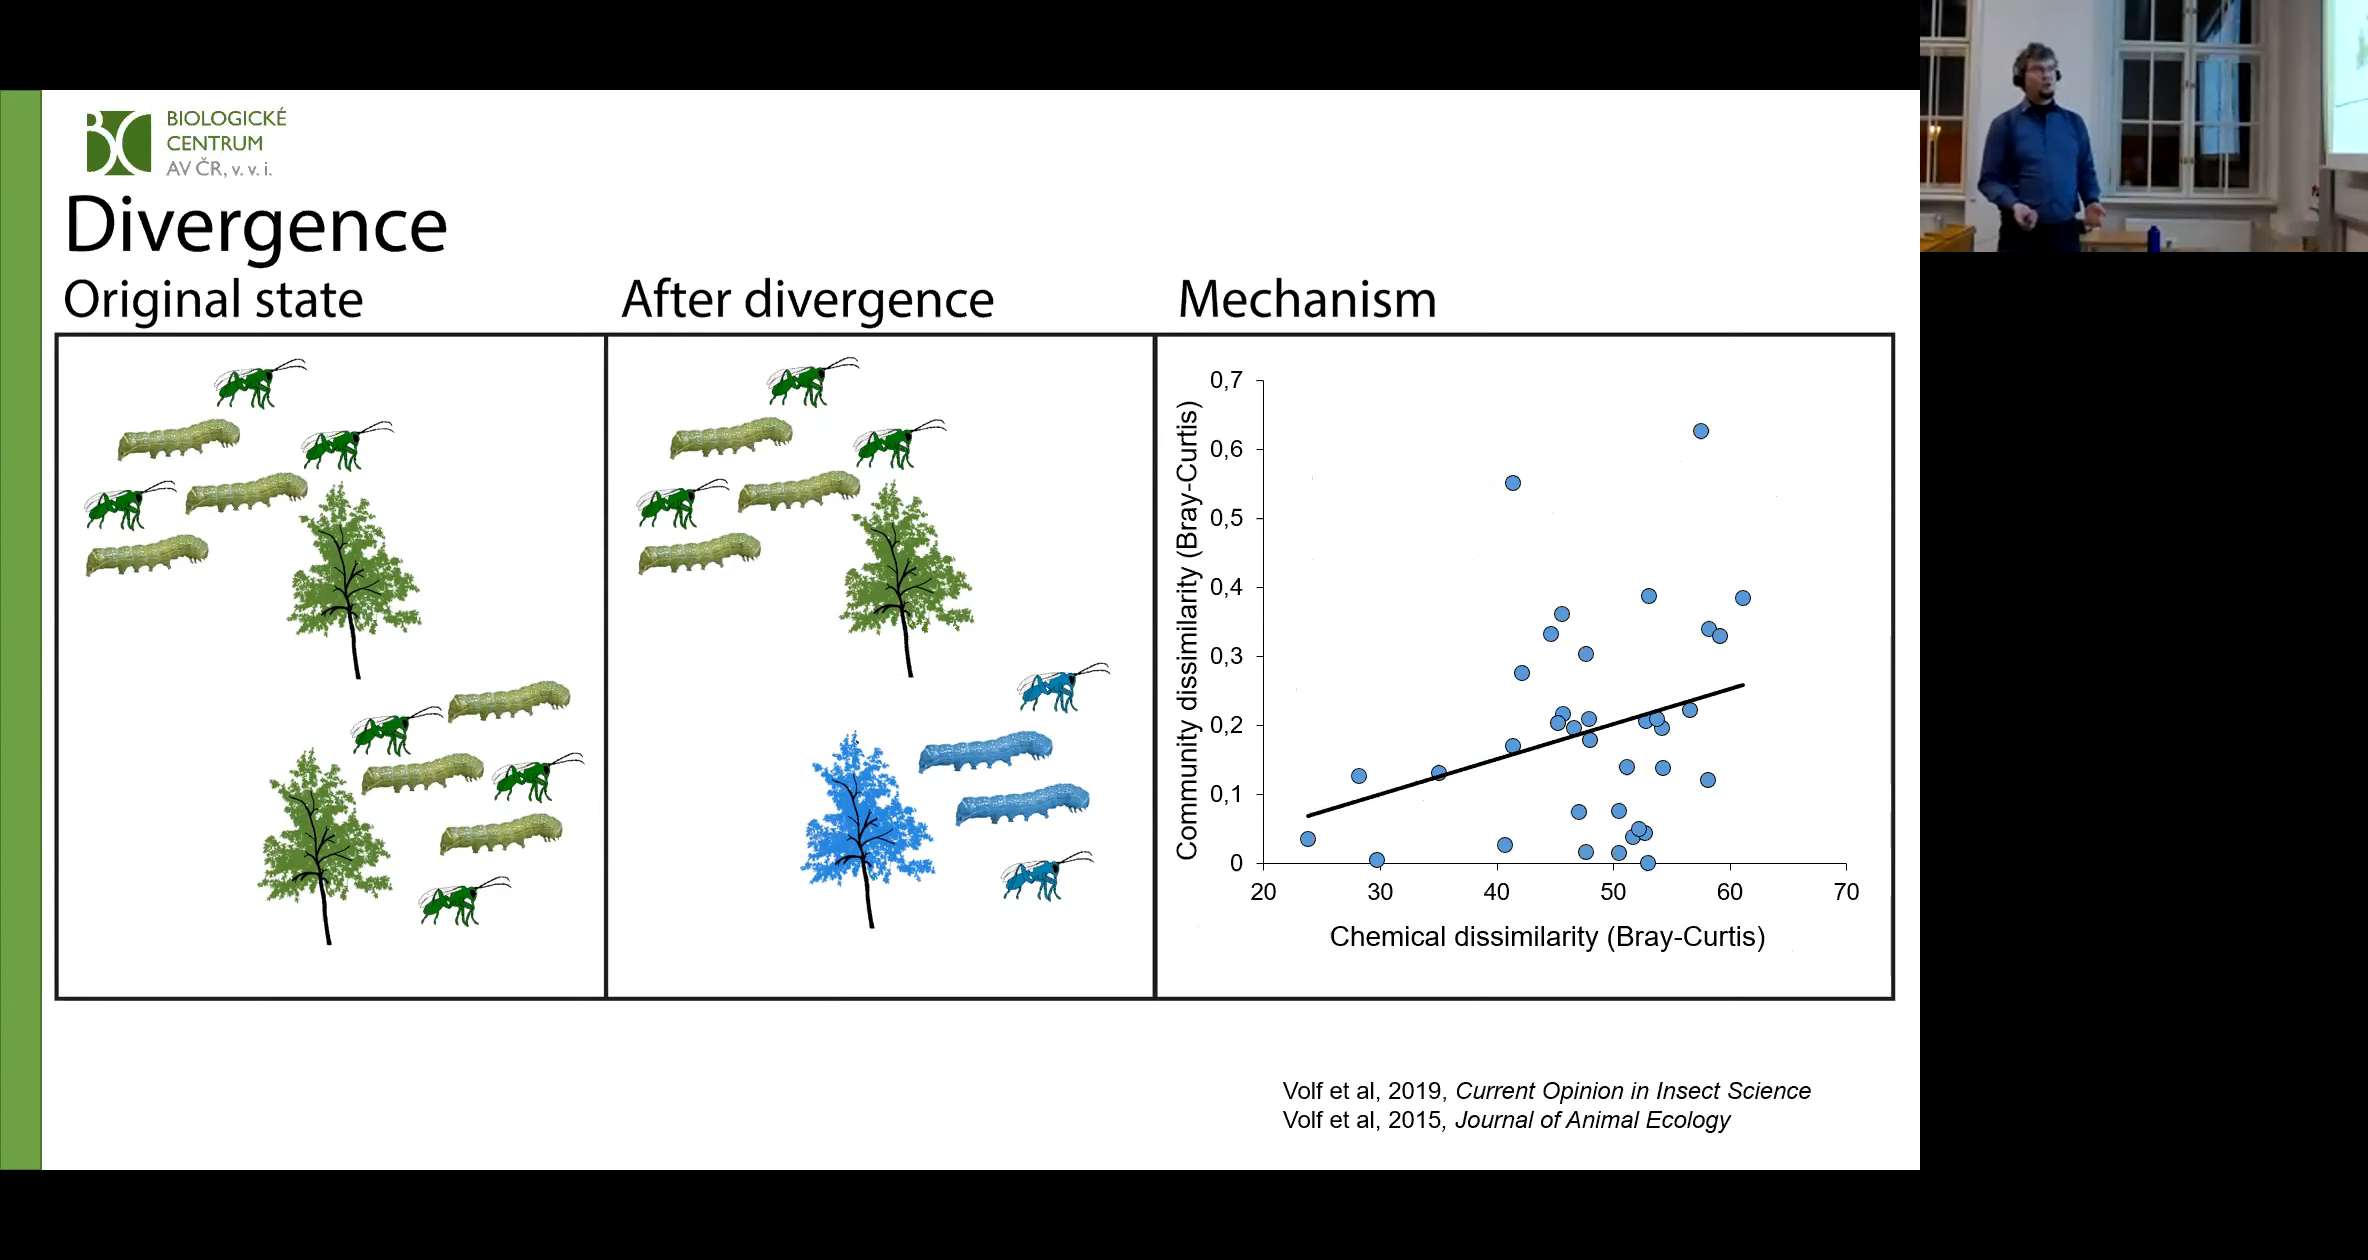 BIOLOGICKÉ
CENTRUM
AV ČR, v. v. i.
Divergence
Original state
After divergence
Mechanism
Community dissimilarity (Bray-Curtis)
0,7
0,6
0,5
0,4
0,3
0,2
0,1
0
20 30 40 50 60 70
Chemical dissimilarity (Bray-Curtis)
Volf et al, 2019, Current Opinion in Insect Science
Volf et al, 2015, Journal of Animal Ecology